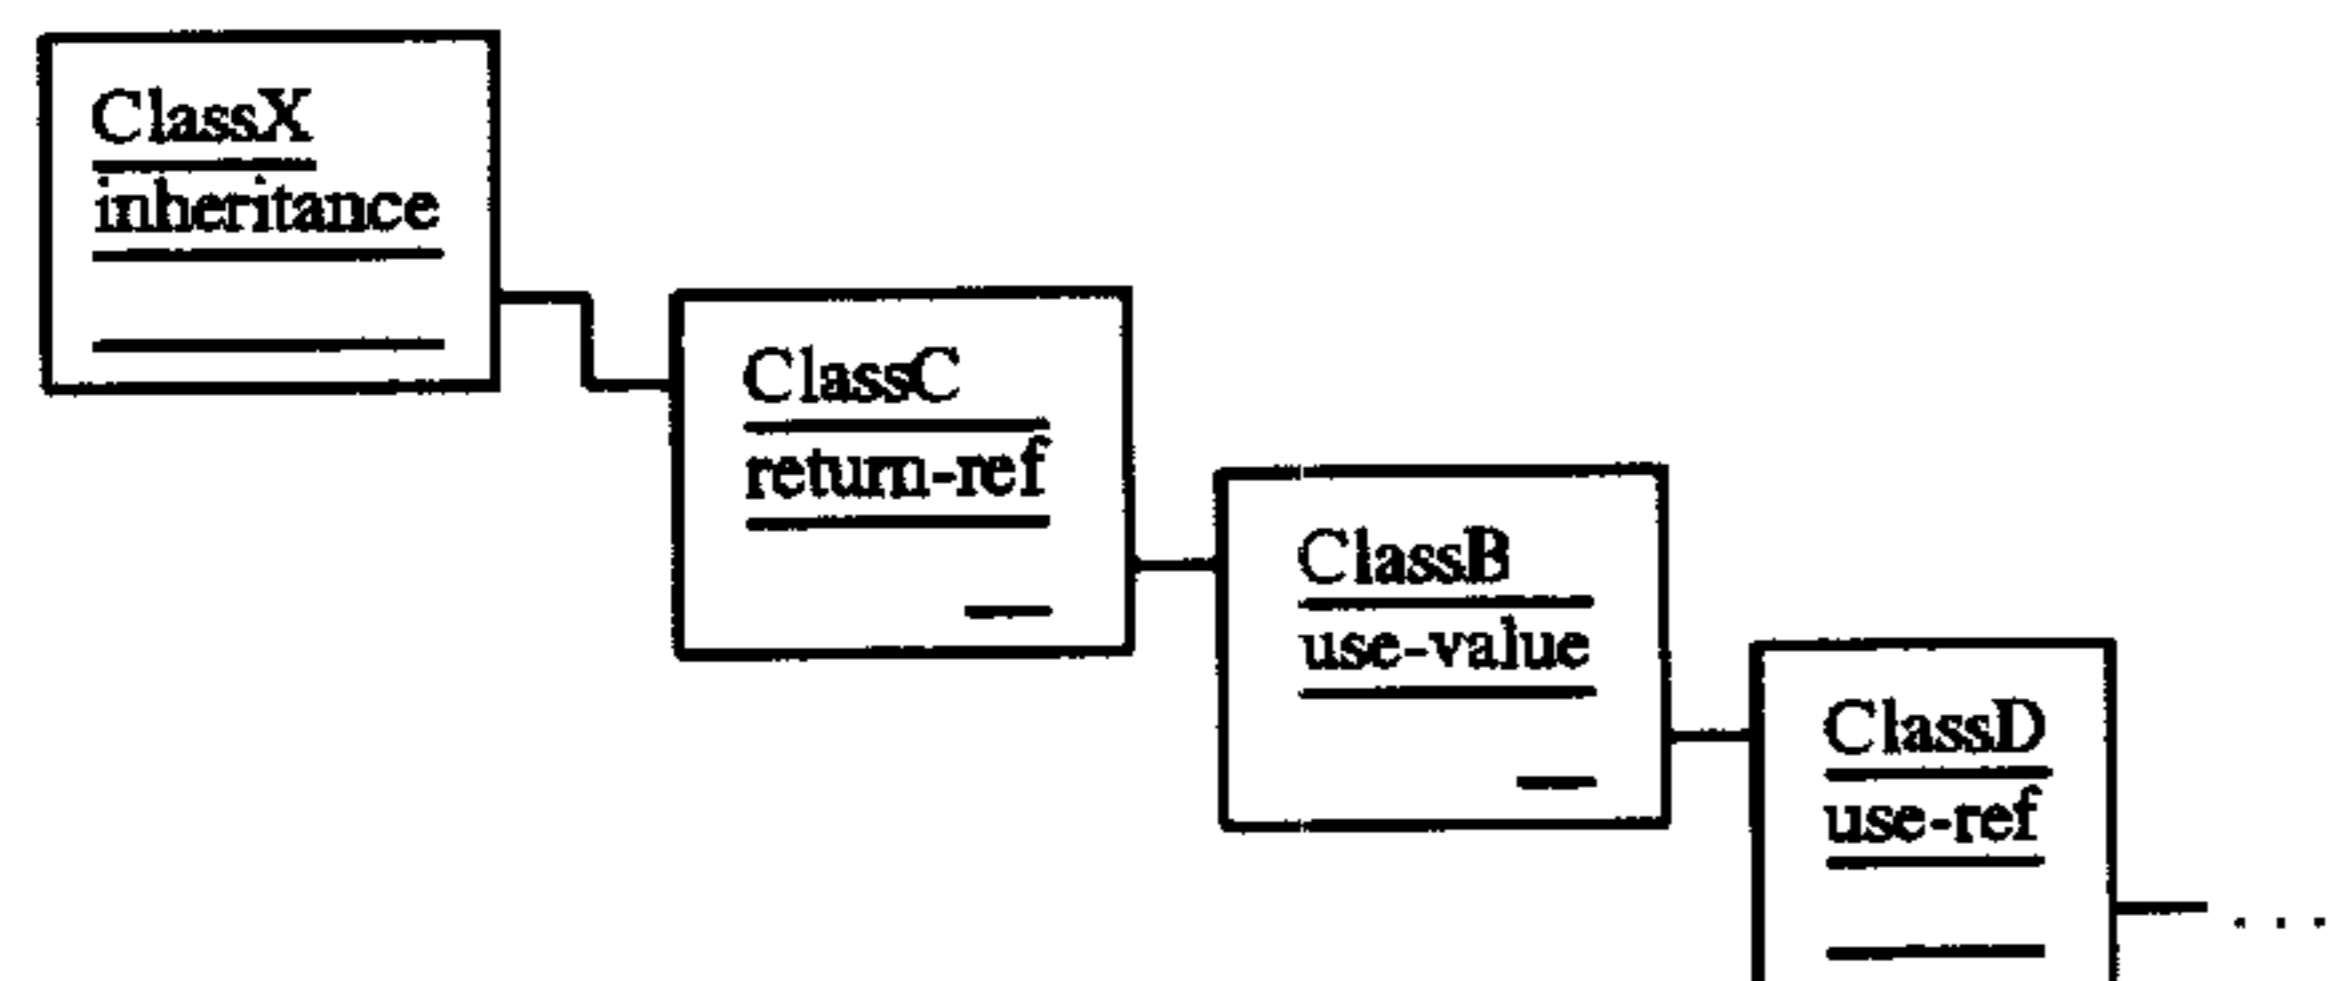 ClassX
inheritance
ClassC
return-ref
ClassB
use-value
ClassD
use-ref
...